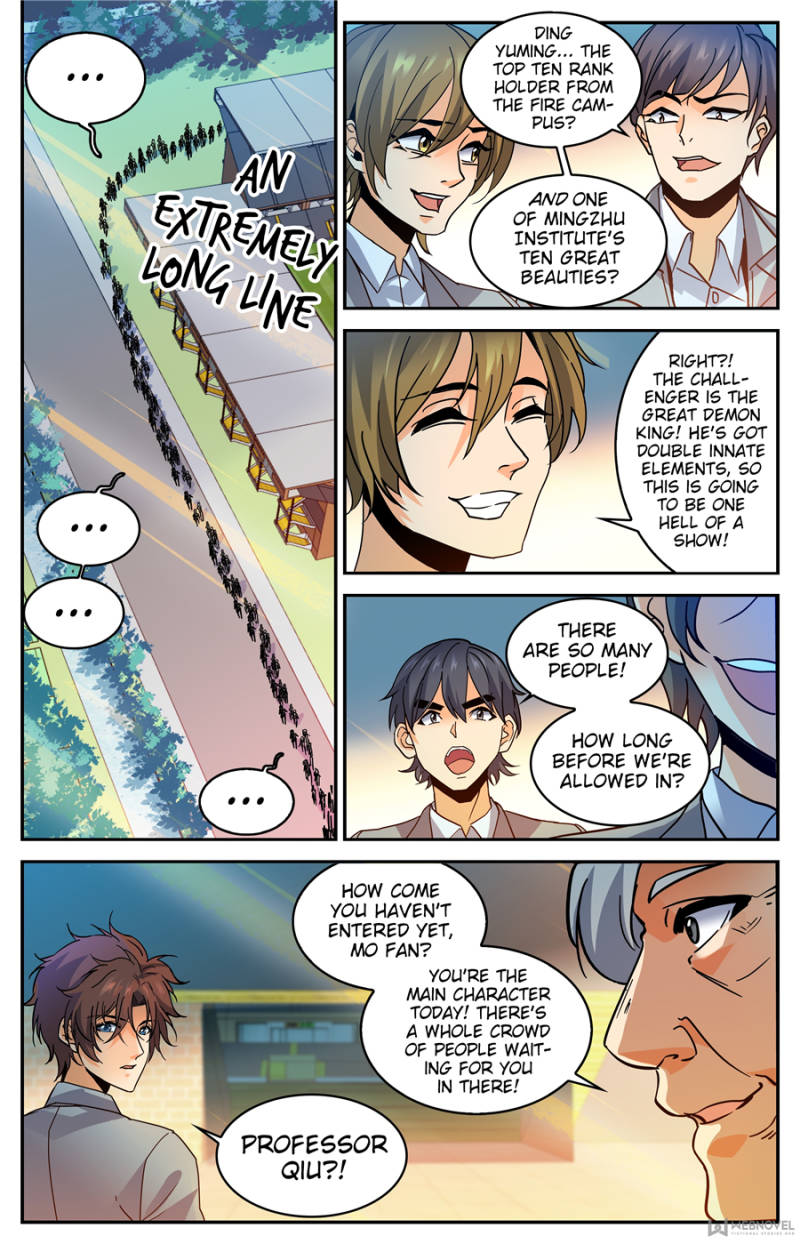 ...
AN
EXTREMELY
LONG LINE
...
...
...
DING
YUMING... THE
TOP TEN RANK
HOLDER FROM
THE FIRE CAM-
PUS?
AND ONE
OF MINGZHU
INSTITUTE'S
TEN GREAT
BEAUTIES?
RIGHT?!
THE CHALL-
ENGER IS THE
GREAT DEMON
KING! HE'S GOT
DOUBLE INNATE
ELEMENTS, SO
THIS IS GOING
TO BE ONE
HELL OF A
SHOW!
THERE
ARE SO MANY
PEOPLE!
HOW LONG
BEFORE WE'RE
ALLOWED IN?
HOW COME
YOU HAVEN'T
ENTERED YET,
MO FAN?
YOU'RE THE
MAIN CHARACTER
TODAY! THERE'S
A WHOLE CROWD
OF PEOPLE WAIT-
ING FOR YOU
IN THERE!
PROFESSOR
QIU?!
WEBNOVEL
FICTIONAL STORIES HUB